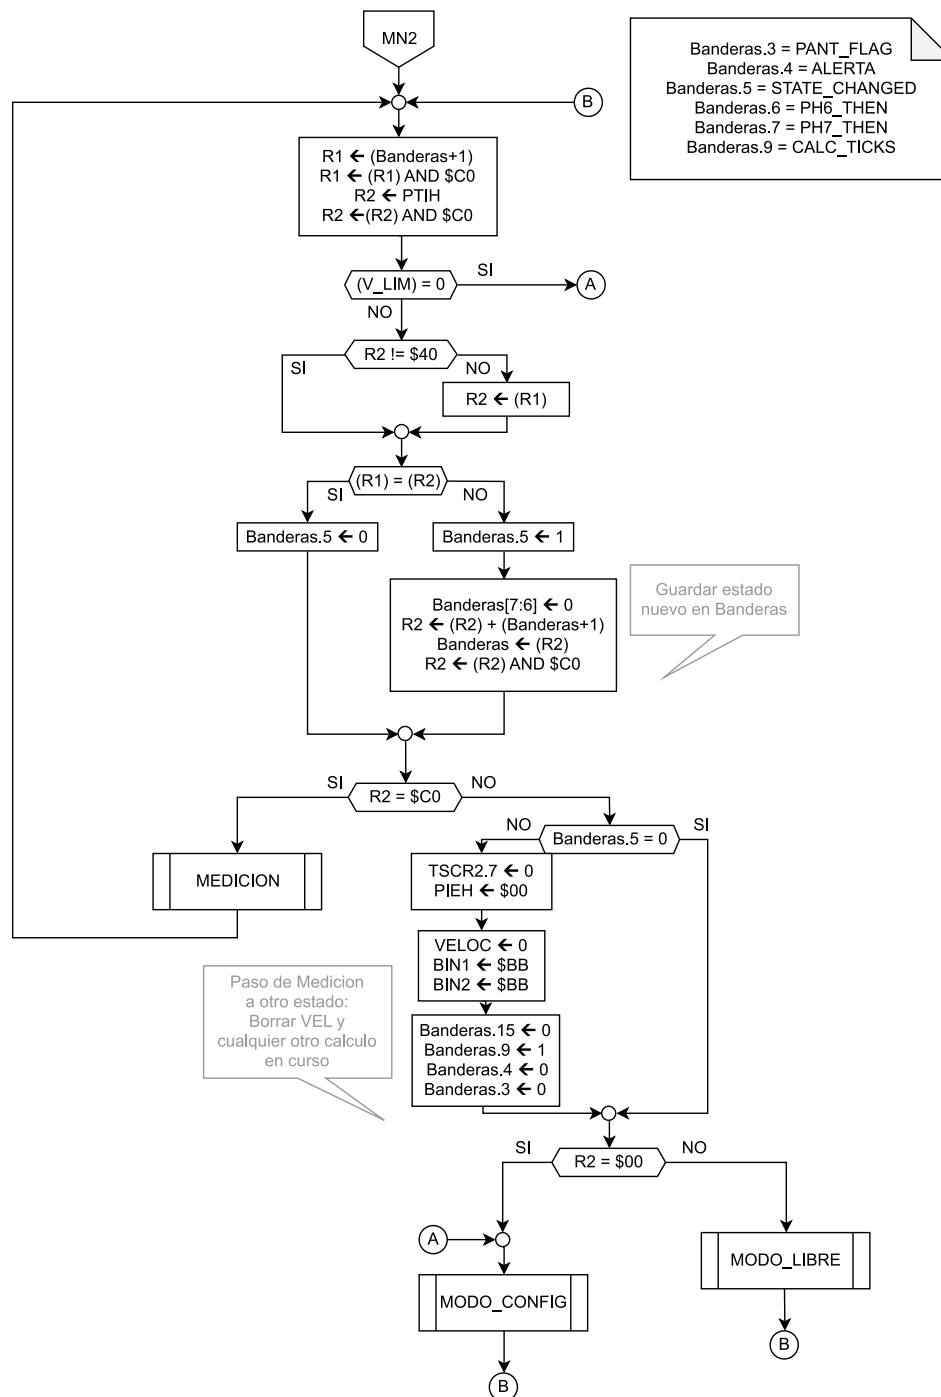 MN2
Banderas.3 = PANT_FLAG
Banderas.4 = ALERTA
Banderas.5 = STATE_CHANGED
Banderas.6 = PH6_THEN
Banderas.7 = PH7_THEN
Banderas.9 = CALC_TICKS
B
R1 ← (Banderas+1)
R1 ← (R1) AND $C0
R2 ← PTIH
R2 ←(R2) AND $C0
(V_LIM) = 0
SI
A
NO
R2 != $40
SI
NO
R2 ← (R1)
(R1) = (R2)
SI
NO
Banderas.5 ← 0
Banderas.5 ← 1
Banderas[7:6] ← 0
R2 ← (R2) + (Banderas+1)
Banderas ← (R2)
R2 ← (R2) AND $C0
Guardar estado
nuevo en Banderas
SI
NO
R2 = $C0
NO
SI
Banderas.5 = 0
MEDICION
TSCR2.7 ← 0
PIEH ← $00
VELOC ← 0
BIN1 ← $BB
BIN2 ← $BB
Paso de Medicion
a otro estado:
Borrar VEL y
cualquier otro calculo
en curso
Banderas.15 ← 0
Banderas.9 ← 1
Banderas.4 ← 0
Banderas.3 ← 0
SI
NO
R2 = $00
A
MODO_LIBRE
MODO_CONFIG
B
B